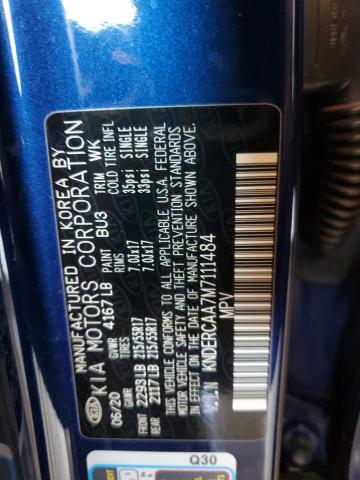 MANUFACTURED IN KOREA BY
KIA KIA MOTORS CORPORATION
06/20 GVWR 4167LB PAINT BU3 TRIM WK
GAWR TIRES RIMS COLD TIRE INFL
FRONT 2293LB 215/55R17 7.0Jx17 35psi SINGLE
REAR 2117LB 215/55R17 7.0Jx17 33psi SINGLE
THIS VEHICLE CONFORMS TO ALL APPLICABLE U.S.A. FEDERAL
MOTOR VEHICLE SAFETY AND THEFT PREVENTION STANDARDS
IN EFFECT ON THE DATE OF MANUFACTURE SHOWN ABOVE.
V.I.N KNDERCAA7M7111484
MPV
Q30